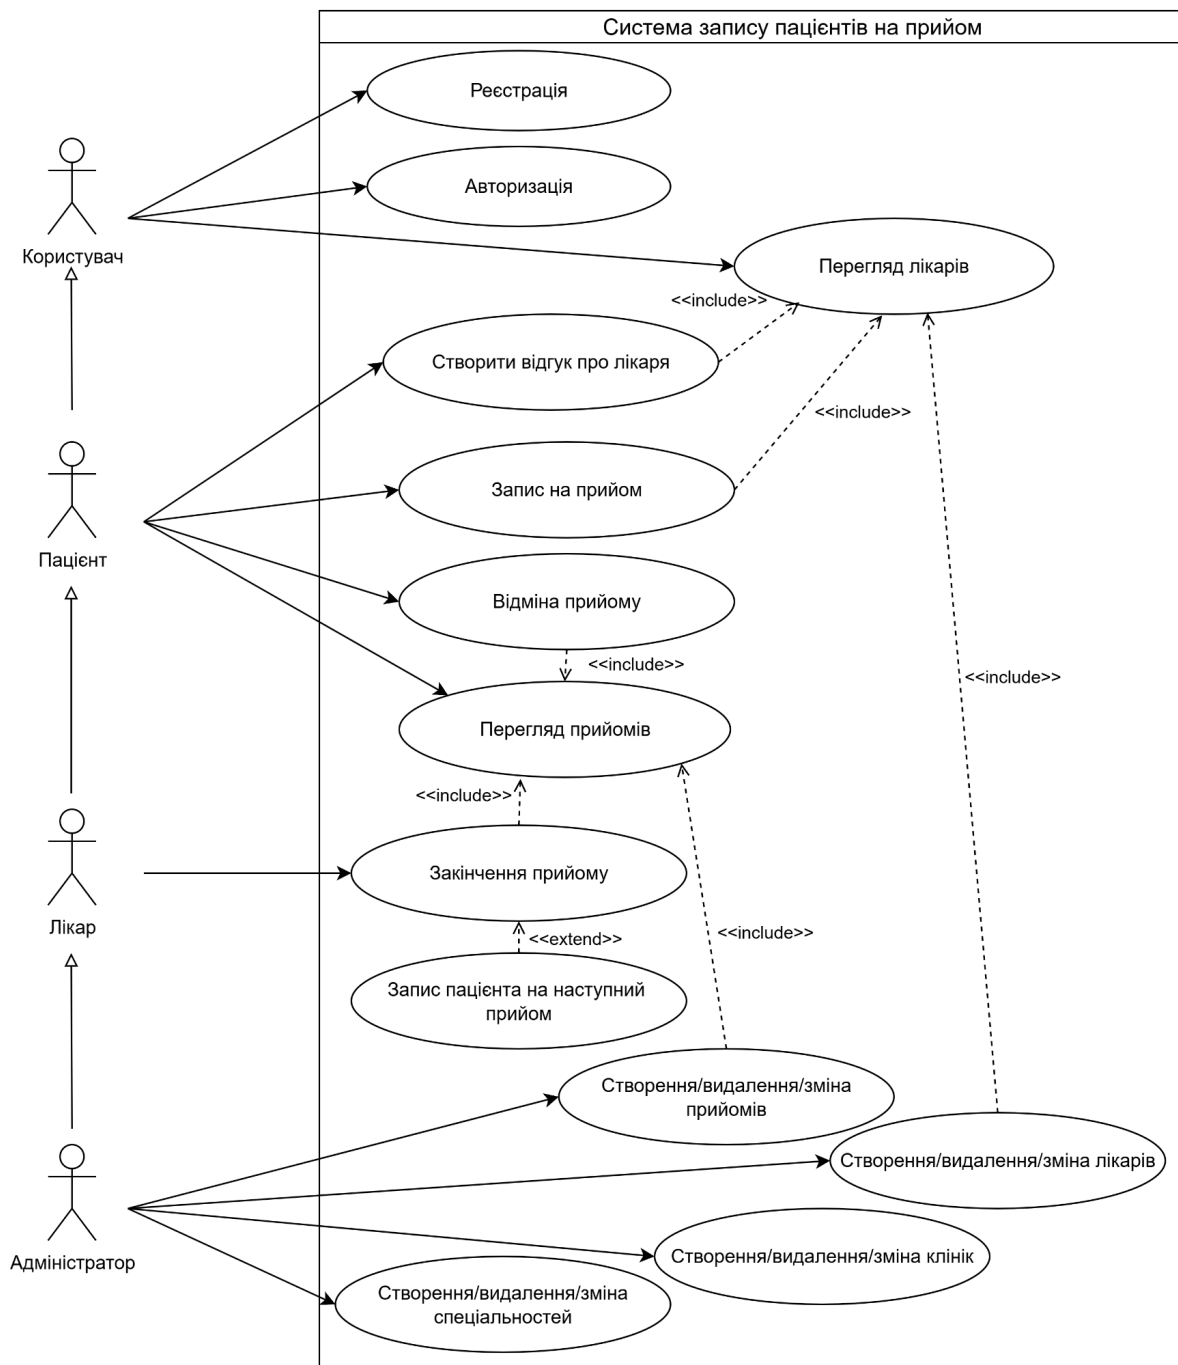 Система запису пацієнтів на прийом
Реєстрація
Авторизація
Користувач
Перегляд лікарів
<<include>>
Створити відгук про лікаря
<<include>>
Запис на прийом
Пацієнт
Відміна прийому
<<include>>
<<include>>
Перегляд прийомів
<<include>>
Закінчення прийому
Лікар
<<extend>>
<<include>>
Запис пацієнта на наступний
прийом
Створення/видалення/зміна
прийомів
Створення/видалення/зміна лікарів
Адміністратор
Створення/видалення/зміна клінік
Створення/видалення/зміна
спеціальностей